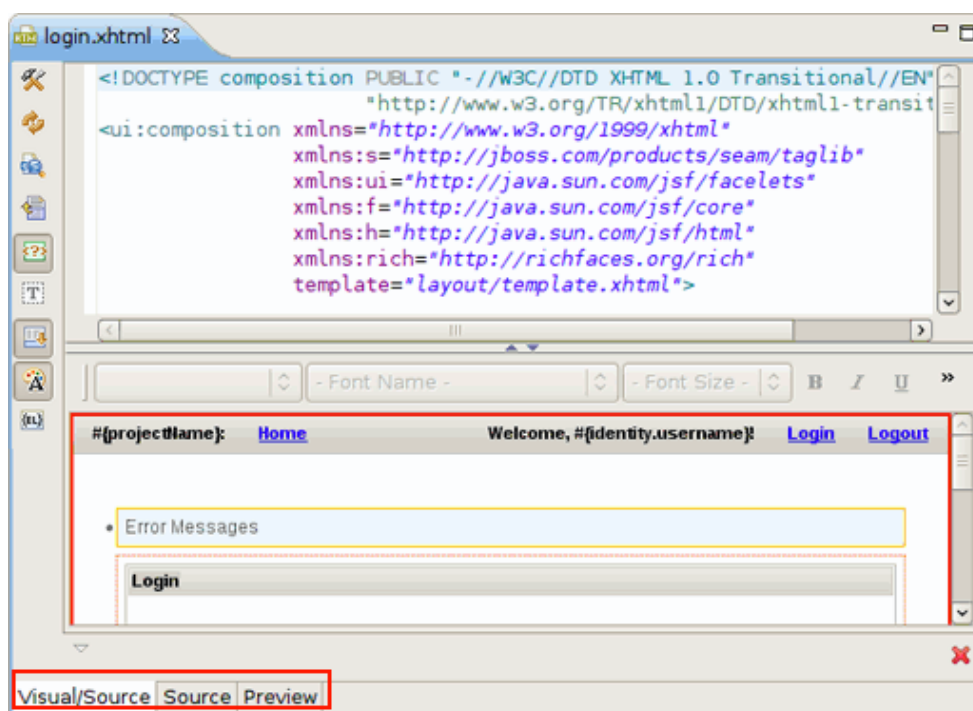 login.xhtml
<!DOCTYPE composition PUBLIC "-//W3C//DTD XHTML 1.0 Transitional//EN"
"http://www.w3.org/TR/xhtml1/DTD/xhtml1-transit
<ui:composition xmlns="http://www.w3.org/1999/xhtml"
xmlns:s="http://jboss.com/products/seam/taglib"
xmlns:ui="http://java.sun.com/jsf/facelets"
xmlns:f="http://java.sun.com/jsf/core"
xmlns:h="http://java.sun.com/jsf/html"
xmlns:rich="http://richfaces.org/rich"
template="layout/template.xhtml">
- Font Name - - Font Size - B I U »
#{projectName}: Home Welcome, #{identity.username}! Login Logout
Error Messages
Login
Visual/Source Source Preview